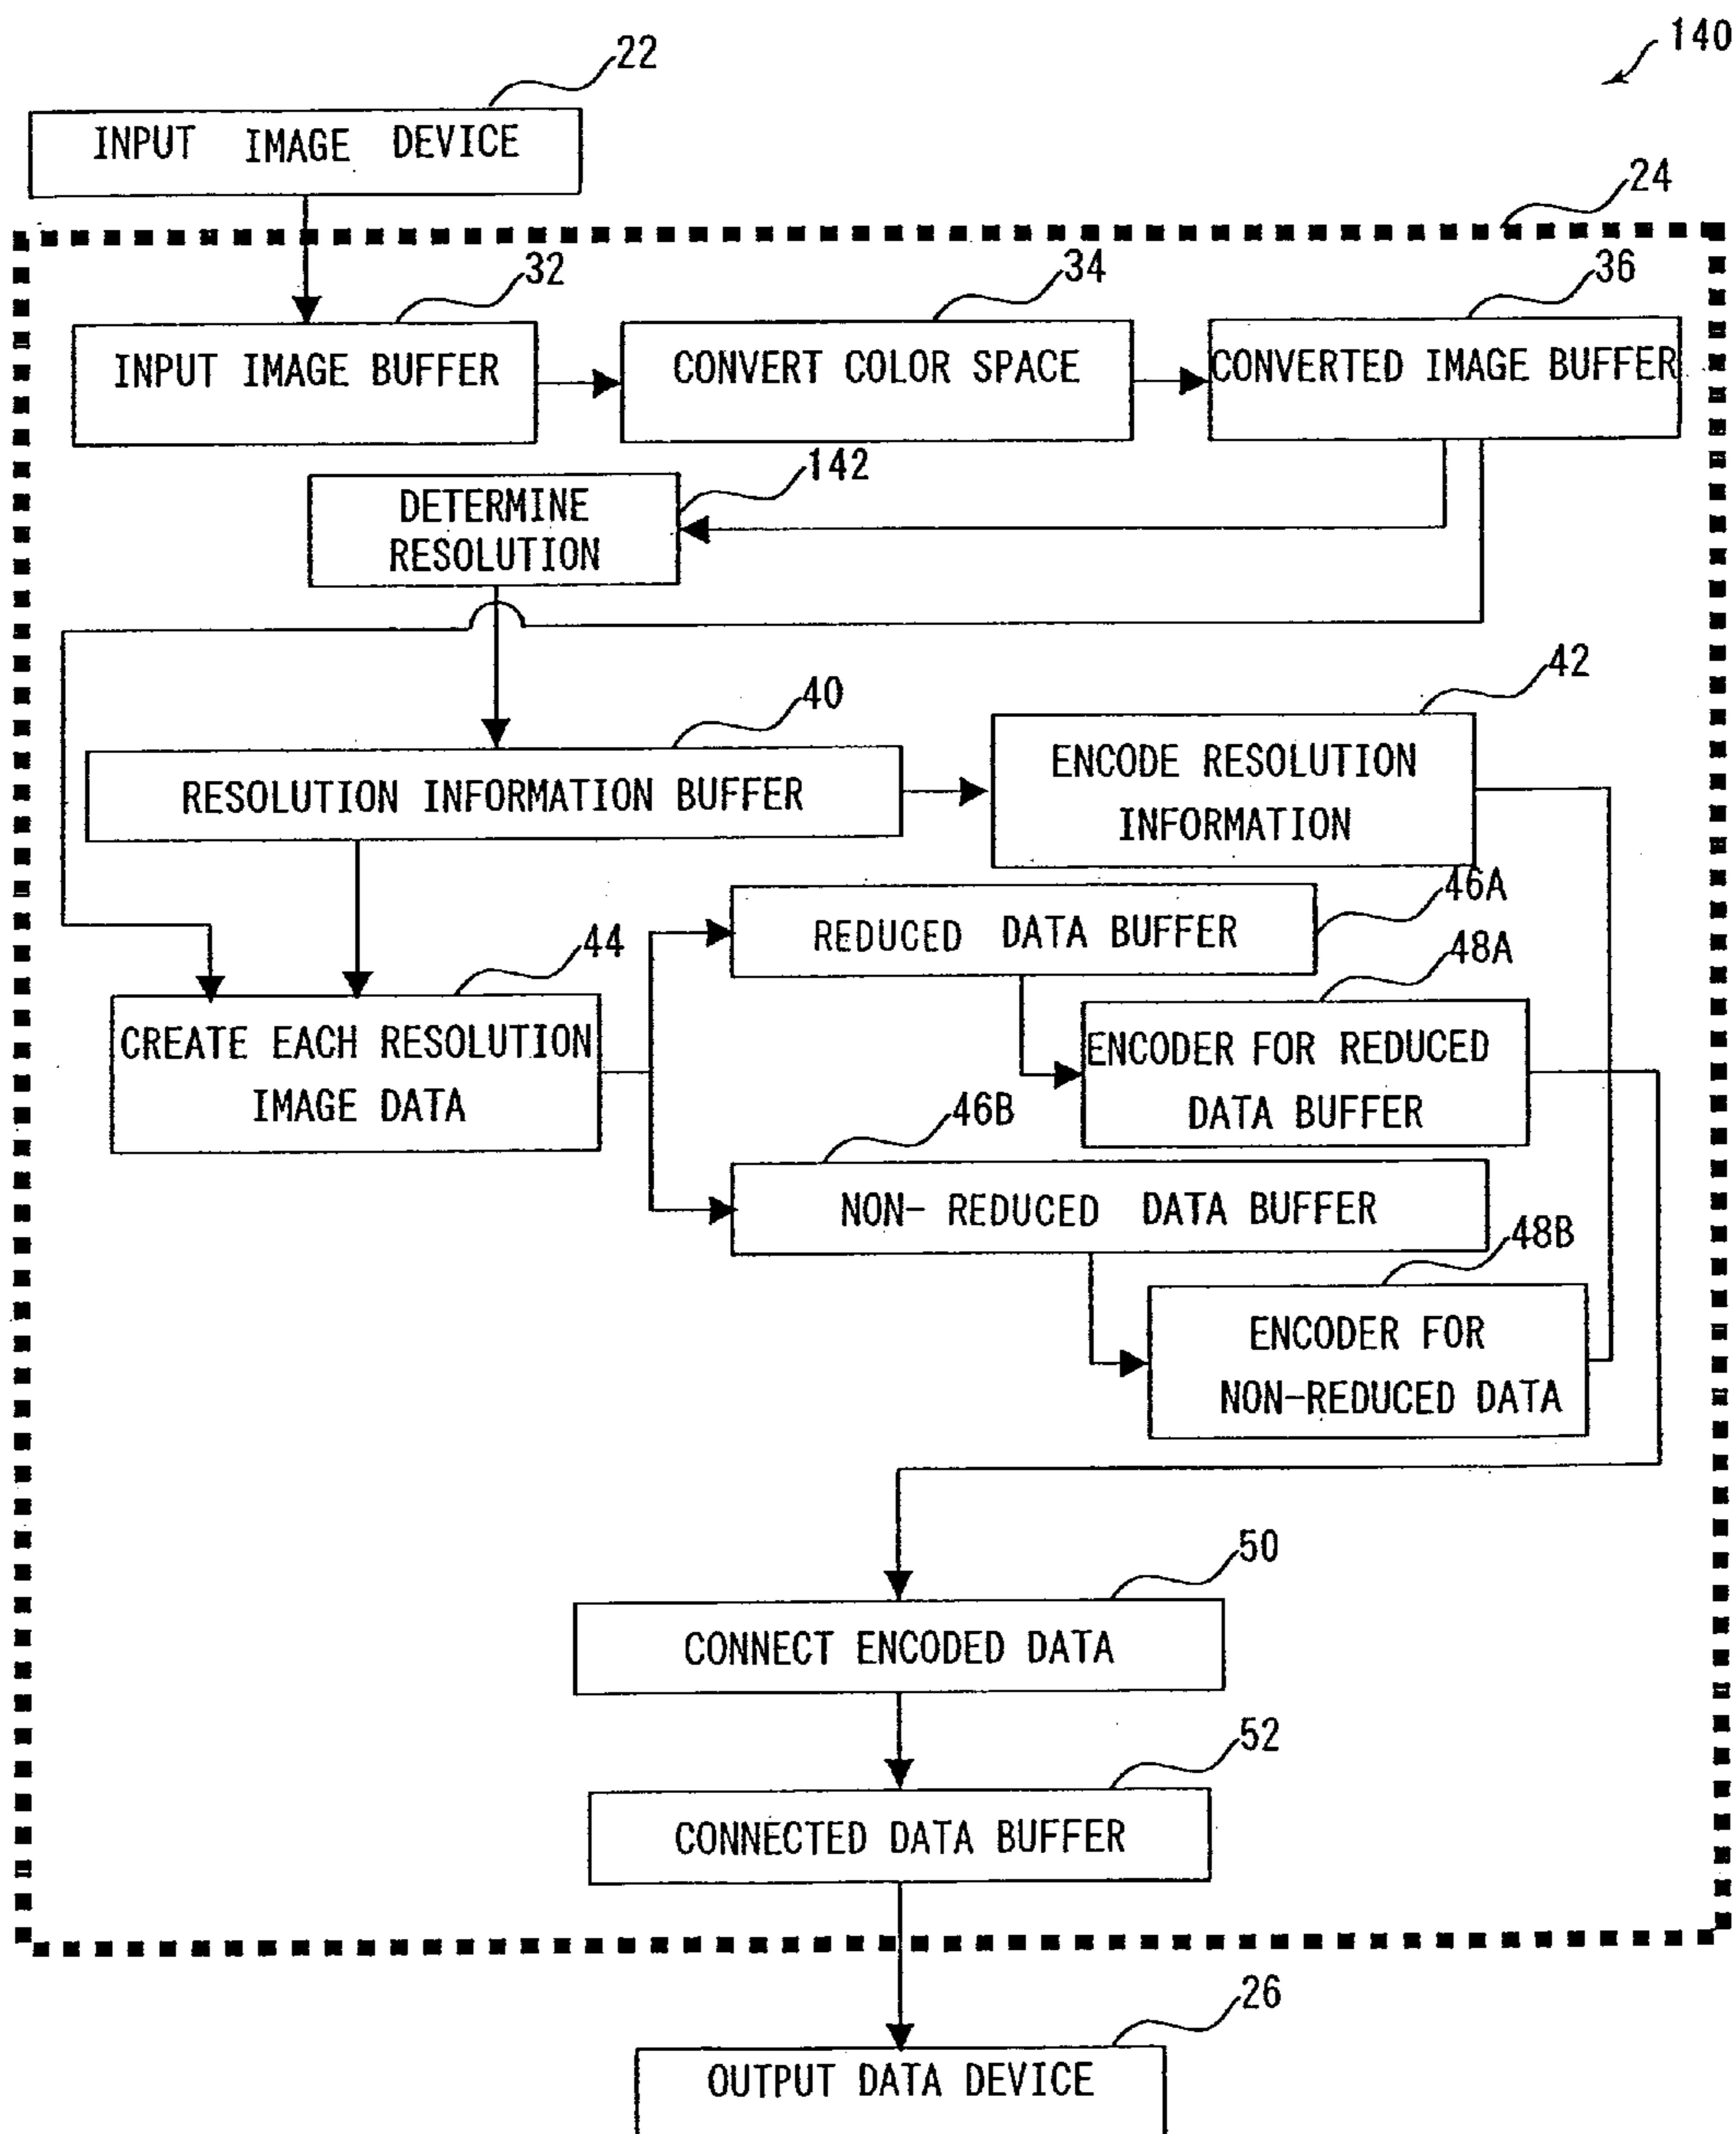 140
22
INPUT IMAGE DEVICE
24
32
34
36
INPUT IMAGE BUFFER
CONVERT COLOR SPACE
CONVERTED IMAGE BUFFER
142
DETERMINE
RESOLUTION
40
42
RESOLUTION INFORMATION BUFFER
ENCODE RESOLUTION
INFORMATION
46A
REDUCED DATA BUFFER
44
48A
CREATE EACH RESOLUTION
IMAGE DATA
ENCODER FOR REDUCED
DATA BUFFER
46B
NON- REDUCED DATA BUFFER
48B
ENCODER FOR
NON-REDUCED DATA
50
CONNECT ENCODED DATA
52
CONNECTED DATA BUFFER
26
OUTPUT DATA DEVICE